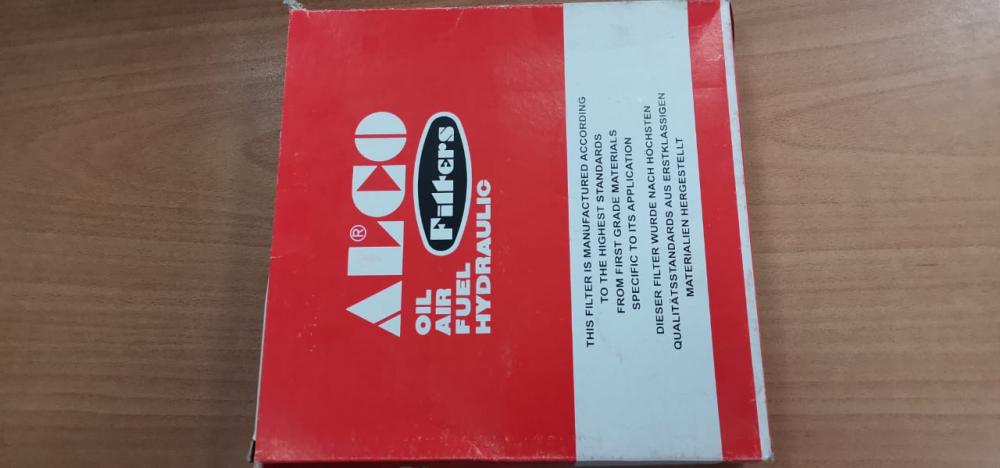 ALCO®
Filters
OIL
AIR
FUEL
HYDRAULIC
THIS FILTER IS MANUFACTURED ACCORDING
TO THE HIGHEST STANDARDS
FROM FIRST GRADE MATERIALS
SPECIFIC TO ITS APPLICATION
DIESER FILTER WURDE NACH HÖCHSTEN
QUALITÄTSSTANDARDS AUS ERSTKLASSIGEN
MATERIALIEN HERGESTELLT